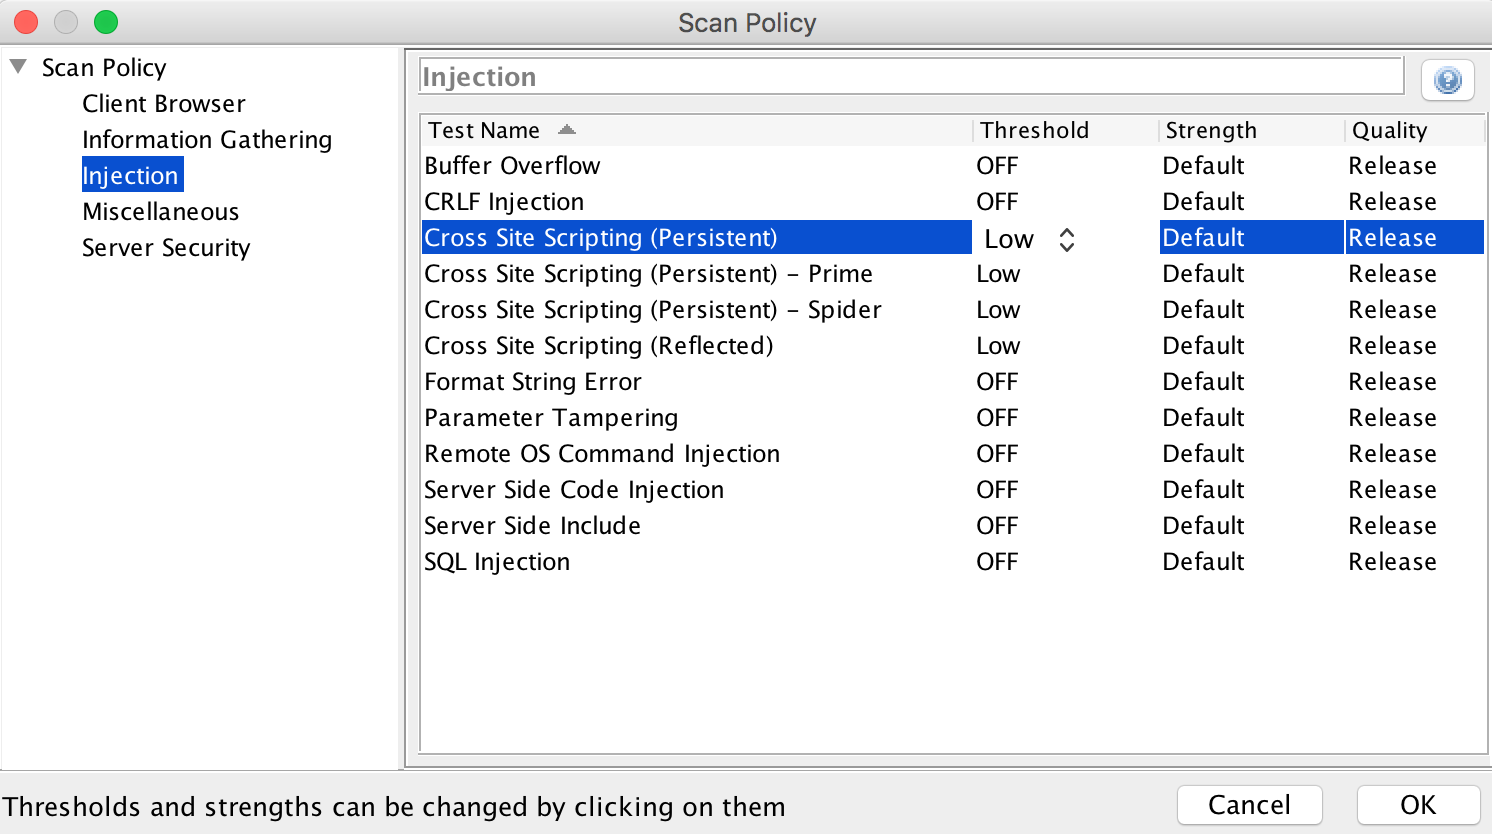 Scan Policy
Scan Policy
Client Browser
Information Gathering
Injection
Miscellaneous
Server Security
Injection
?
Test Name Threshold Strength Quality
Buffer Overflow OFF Default Release
CRLF Injection OFF Default Release
Cross Site Scripting (Persistent) Low Default Release
Cross Site Scripting (Persistent) – Prime Low Default Release
Cross Site Scripting (Persistent) – Spider Low Default Release
Cross Site Scripting (Reflected) Low Default Release
Format String Error OFF Default Release
Parameter Tampering OFF Default Release
Remote OS Command Injection OFF Default Release
Server Side Code Injection OFF Default Release
Server Side Include OFF Default Release
SQL Injection OFF Default Release
Thresholds and strengths can be changed by clicking on them
Cancel OK